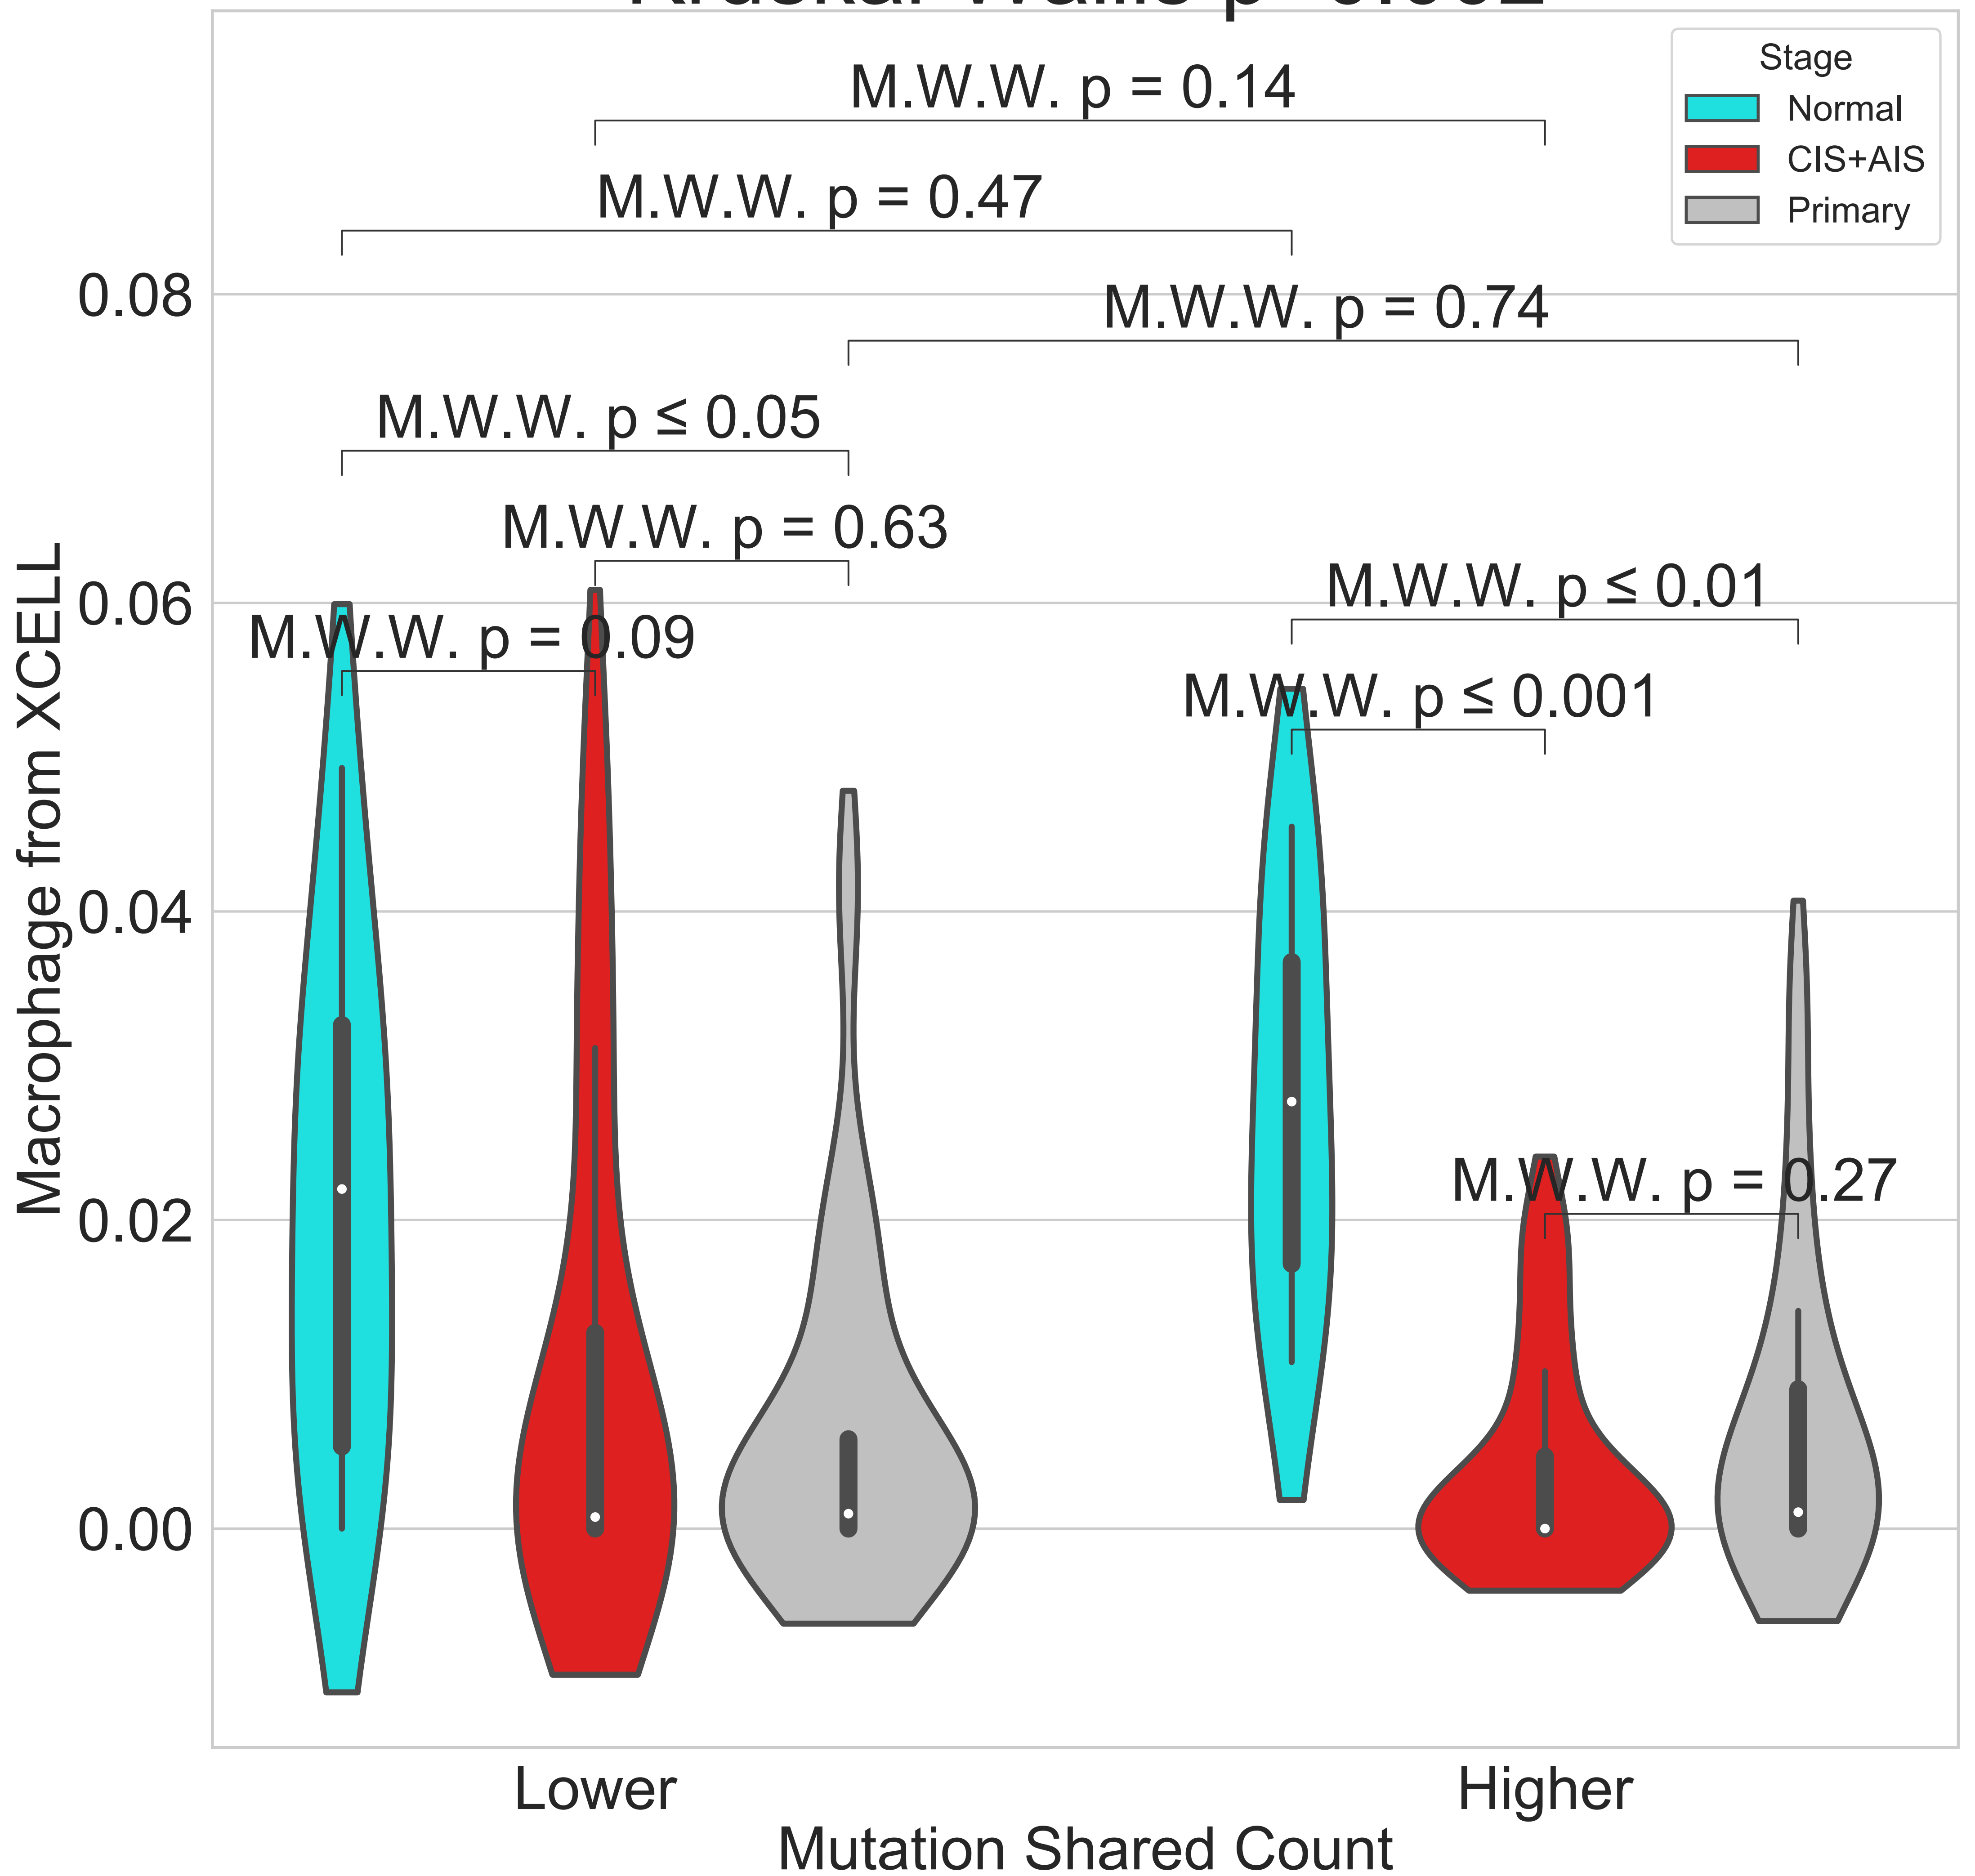 Stage
Normal
CIS+AIS
Primary
M.W.W. p = 0.14
M.W.W. p = 0.47
M.W.W. p = 0.74
M.W.W. p ≤ 0.05
M.W.W. p = 0.63
M.W.W. p ≤ 0.01
M.W.W. p = 0.09
M.W.W. p ≤ 0.001
M.W.W. p = 0.27
Macrophage from XCELL
0.08
0.06
0.04
0.02
0.00
Lower
Higher
Mutation Shared Count